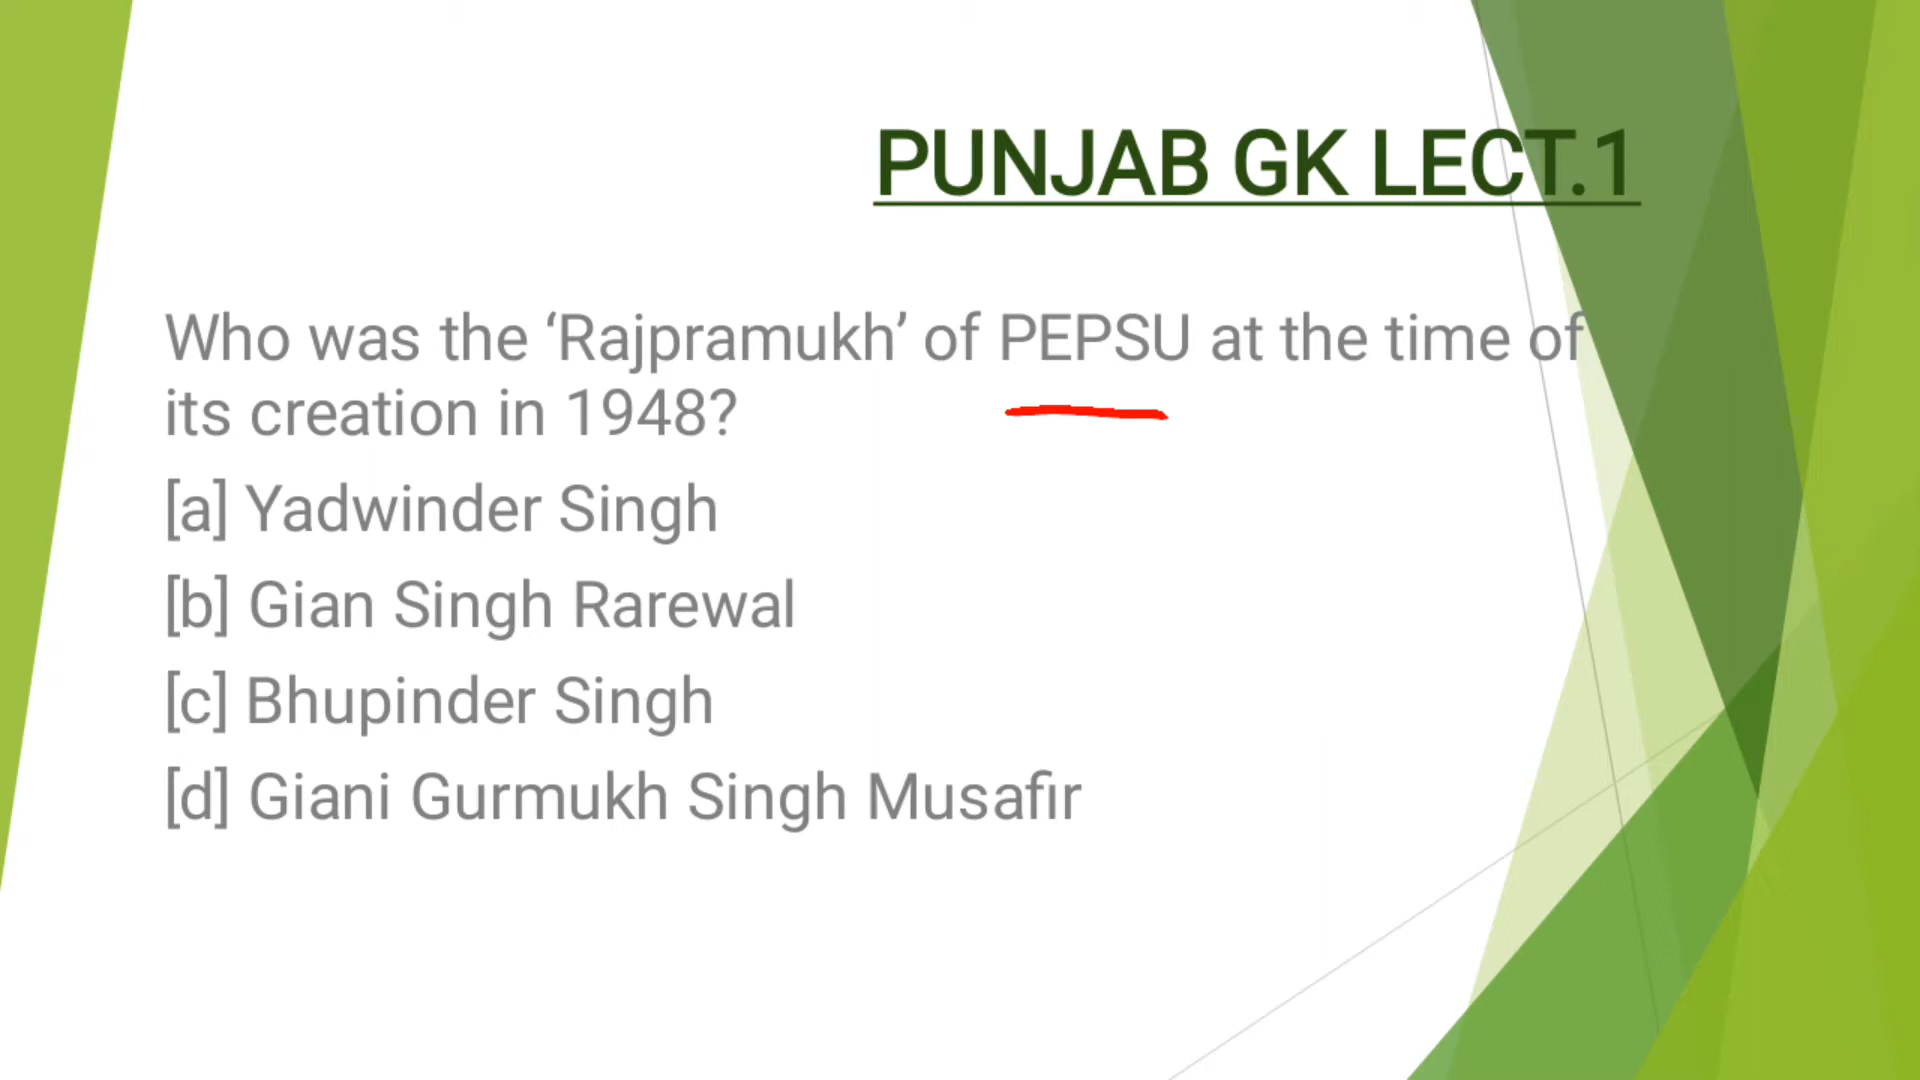 PUNJAB GK LECT.1
Who was the ‘Rajpramukh’ of PEPSU at the time of
its creation in 1948?
[a] Yadwinder Singh
[b] Gian Singh Rarewal
[c] Bhupinder Singh
[d] Giani Gurmukh Singh Musafir